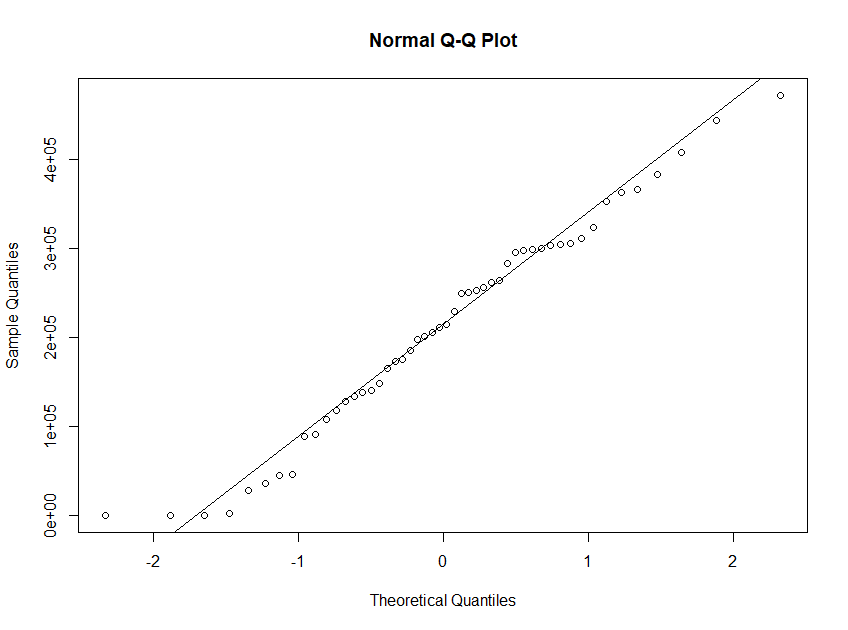 Normal Q-Q Plot
Sample Quantiles
4e+05
3e+05
2e+05
1e+05
0e+00
-2 -1 0 1 2
Theoretical Quantiles